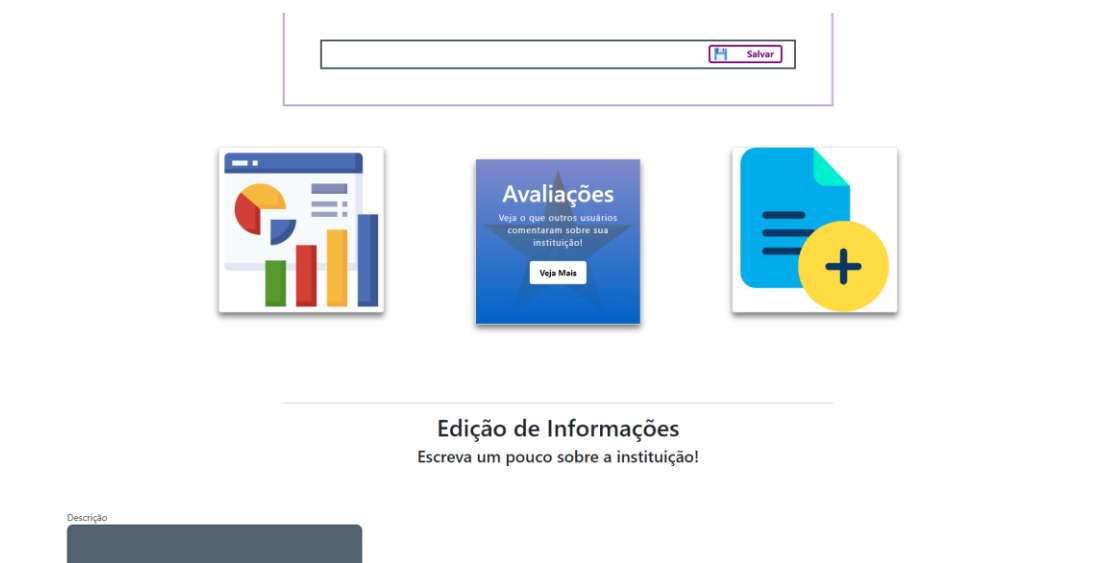 Salvar
Avaliações
Veja o que outros usuários
comentaram sobre sua
instituição!
Veja Mais
Edição de Informações
Escreva um pouco sobre a instituição!
Descrição